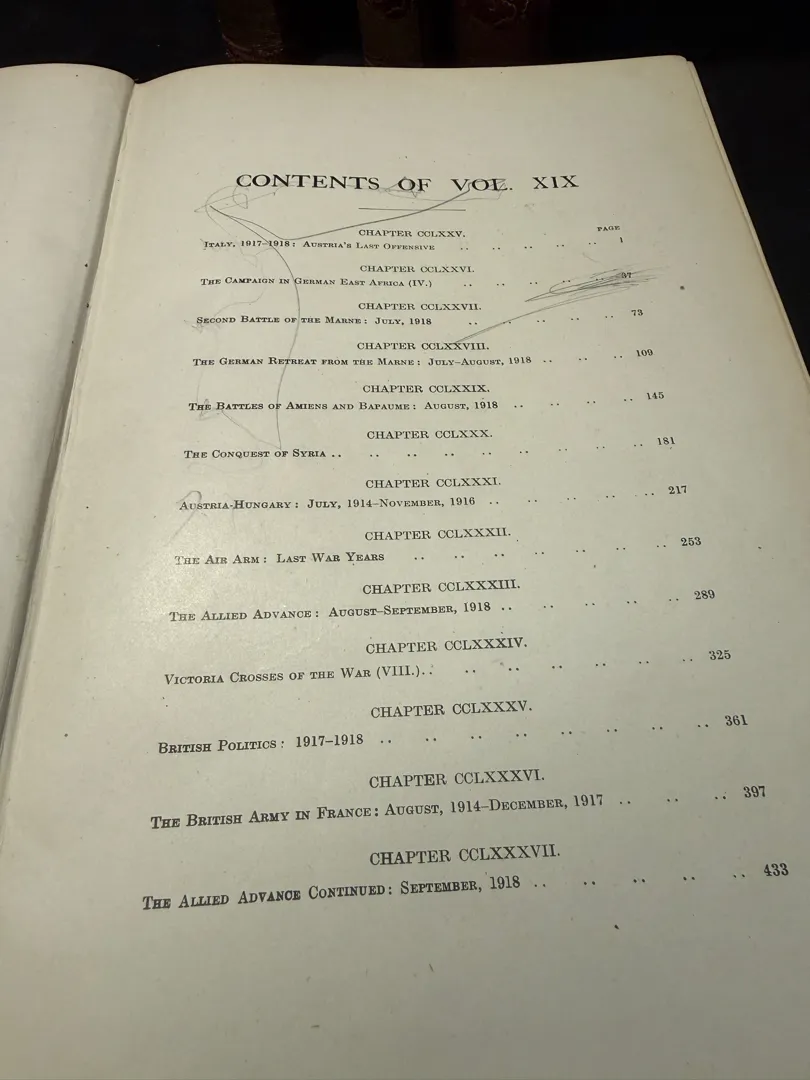 CONTENTS OF VOL. XIX
CHAPTER CCLXXV. PAGE
ITALY, 1917–1918: AUSTRIA'S LAST OFFENSIVE .. .. .. .. .. 1
CHAPTER CCLXXVI.
THE CAMPAIGN IN GERMAN EAST AFRICA (IV.) .. .. .. .. .. 37
CHAPTER CCLXXVII.
SECOND BATTLE OF THE MARNE: JULY, 1918 .. .. .. .. .. 73
CHAPTER CCLXXVIII.
THE GERMAN RETREAT FROM THE MARNE: JULY–AUGUST, 1918 .. .. .. 109
CHAPTER CCLXXIX.
THE BATTLES OF AMIENS AND BAPAUME: AUGUST, 1918 .. .. .. .. 145
CHAPTER CCLXXX.
THE CONQUEST OF SYRIA .. .. .. .. .. .. .. .. .. 181
CHAPTER CCLXXXI.
AUSTRIA-HUNGARY: JULY, 1914–NOVEMBER, 1916 .. .. .. .. .. 217
CHAPTER CCLXXXII.
THE AIR ARM: LAST WAR YEARS .. .. .. .. .. .. .. 253
CHAPTER CCLXXXIII.
THE ALLIED ADVANCE: AUGUST–SEPTEMBER, 1918 .. .. .. .. .. 289
CHAPTER CCLXXXIV.
VICTORIA CROSSES OF THE WAR (VIII.).. .. .. .. .. .. .. 325
CHAPTER CCLXXXV.
BRITISH POLITICS: 1917–1918 .. .. .. .. .. .. .. .. 361
CHAPTER CCLXXXVI.
THE BRITISH ARMY IN FRANCE: AUGUST, 1914–DECEMBER, 1917 .. .. .. 397
CHAPTER CCLXXXVII.
THE ALLIED ADVANCE CONTINUED: SEPTEMBER, 1918 .. .. .. .. .. 433